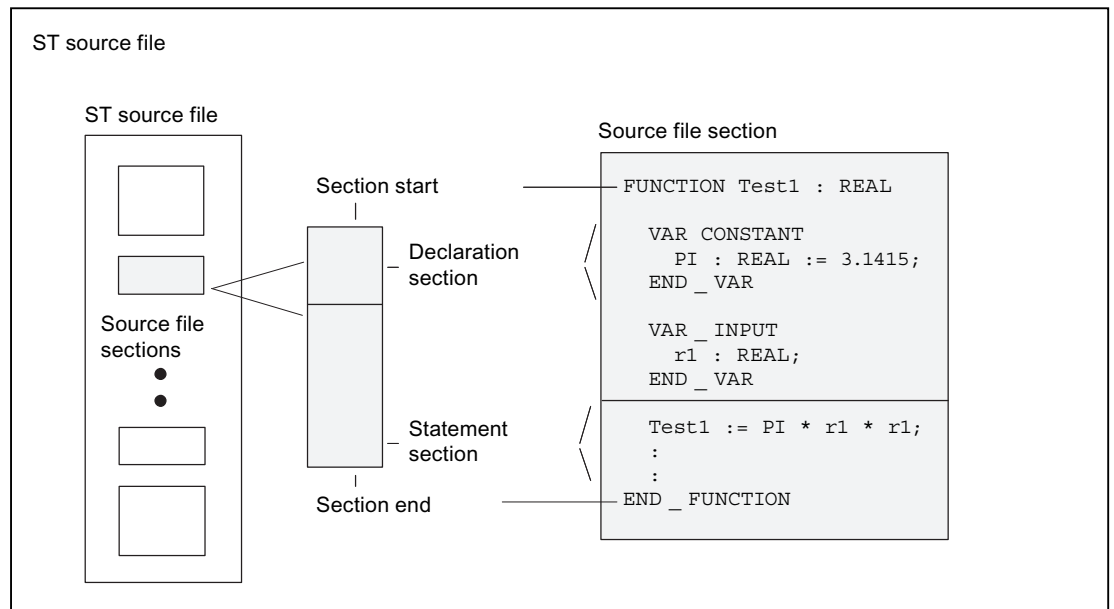 ST source file
ST source file
Source file
sections
Section start
Declaration
section
Statement
section
Section end
Source file section
FUNCTION Test1 : REAL
VAR CONSTANT
PI : REAL := 3.1415;
END _ VAR
VAR _ INPUT
r1 : REAL;
END _ VAR
Test1 := PI * r1 * r1;
:
:
END _ FUNCTION